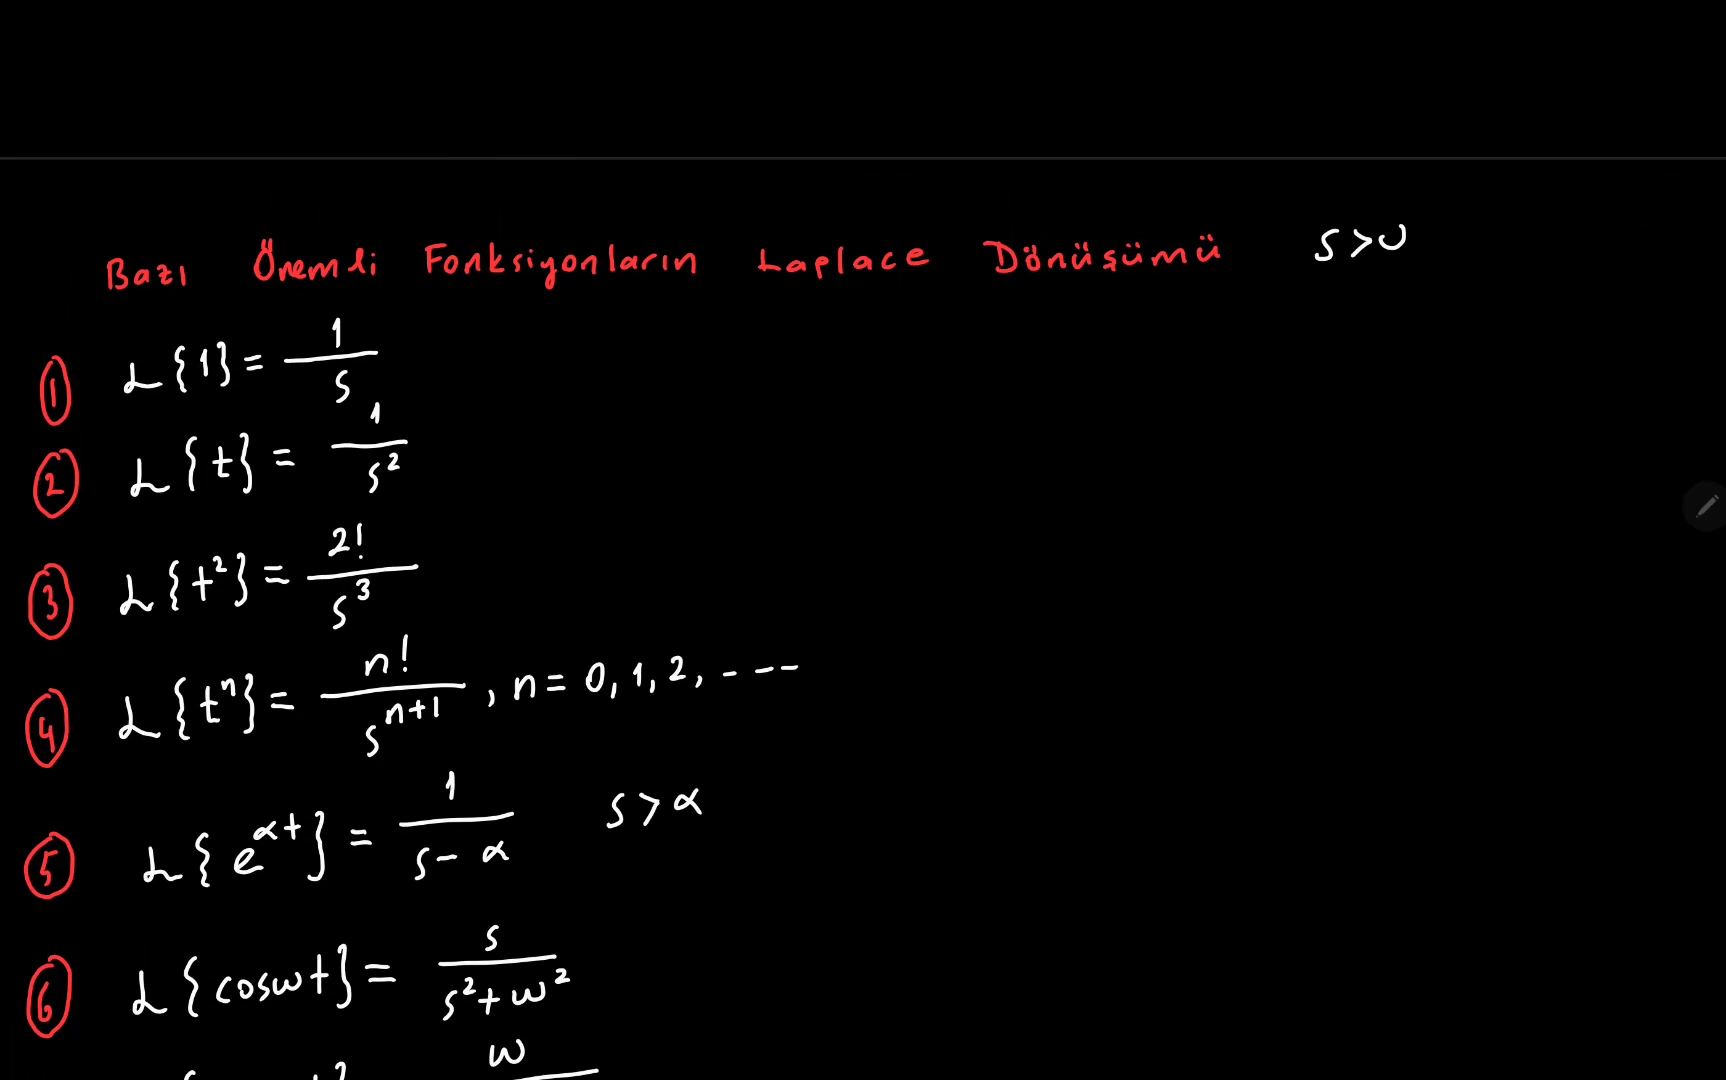 Bazı Önemli Fonksiyonların Laplace Dönüşümü s>0
① L{1} = 1/s
② L{t} = 1/s²
③ L{t²} = 2!/s³
④ L{tⁿ} = n!/sⁿ⁺¹, n = 0, 1, 2, - - - -
⑤ L{e^αt} = 1/(s-α) s>α
⑥ L{coswt} = s/(s²+w²)
w